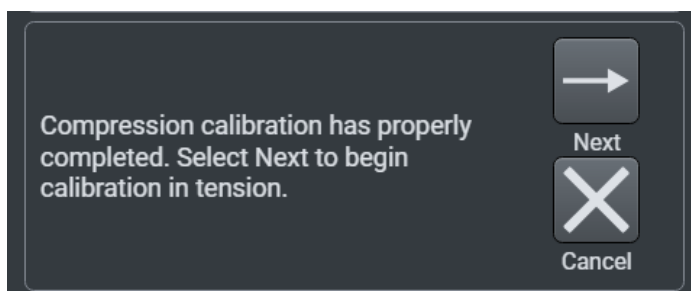 Compression calibration has properly
completed. Select Next to begin
calibration in tension.
Next
Cancel